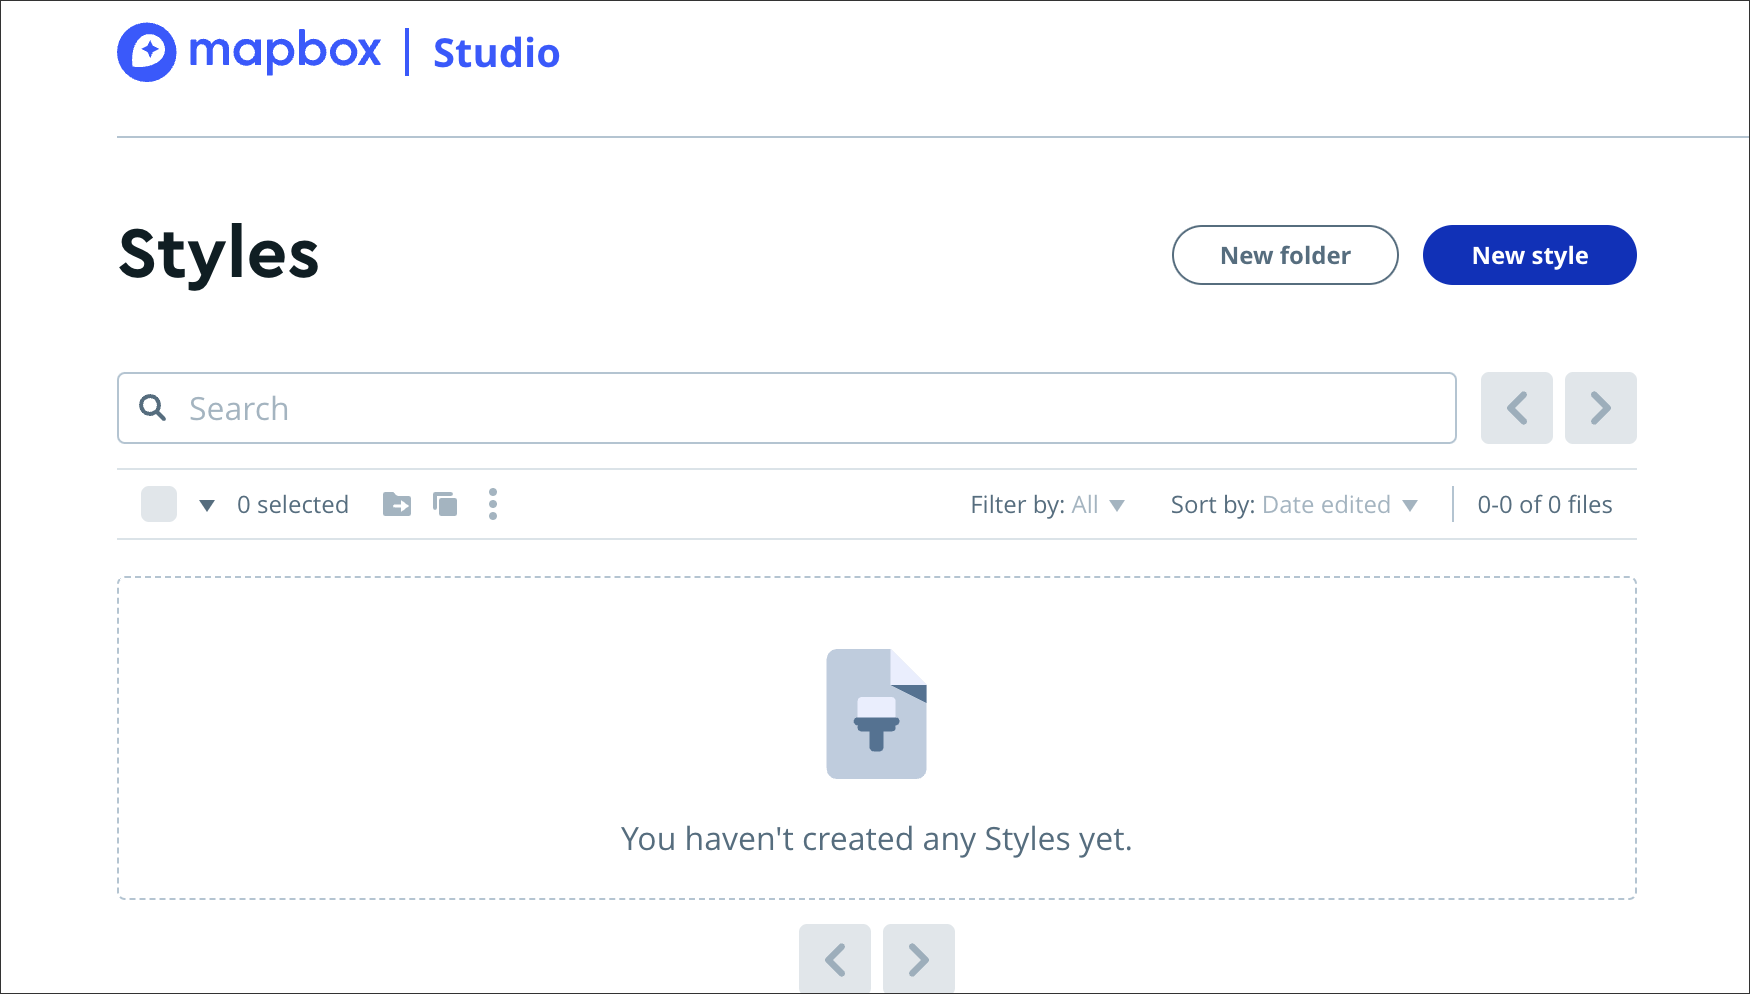 mapbox | Studio
Styles
New folder
New style
Search
0 selected
Filter by: All
Sort by: Date edited
0-0 of 0 files
You haven't created any Styles yet.